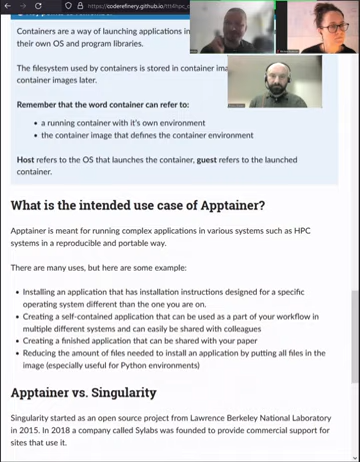 https://coderefinery.github.io/ttt4hpc_c
Containers are a way of launching applications in
their own OS and program libraries.
The filesystem used by containers is stored in container ima
container images later.
Remember that the word container can refer to:
• a running container with it's own environment
• the container image that defines the container environment
Host refers to the OS that launches the container, guest refers to the launched
container.
What is the intended use case of Apptainer?
Apptainer is meant for running complex applications in various systems such as HPC
systems in a reproducible and portable way.
There are many uses, but here are some example:
• Installing an application that has installation instructions designed for a specific
operating system different than the one you are on.
• Creating a self-contained application that can be used as a part of your workflow in
multiple different systems and can easily be shared with colleagues
• Creating a finished application that can be shared with your paper
• Reducing the amount of files needed to install an application by putting all files in the
image (especially useful for Python environments)
Apptainer vs. Singularity
Singularity started as an open source project from Lawrence Berkeley National Laboratory
in 2015. In 2018 a company called Sylabs was founded to provide commercial support for
sites that use it.